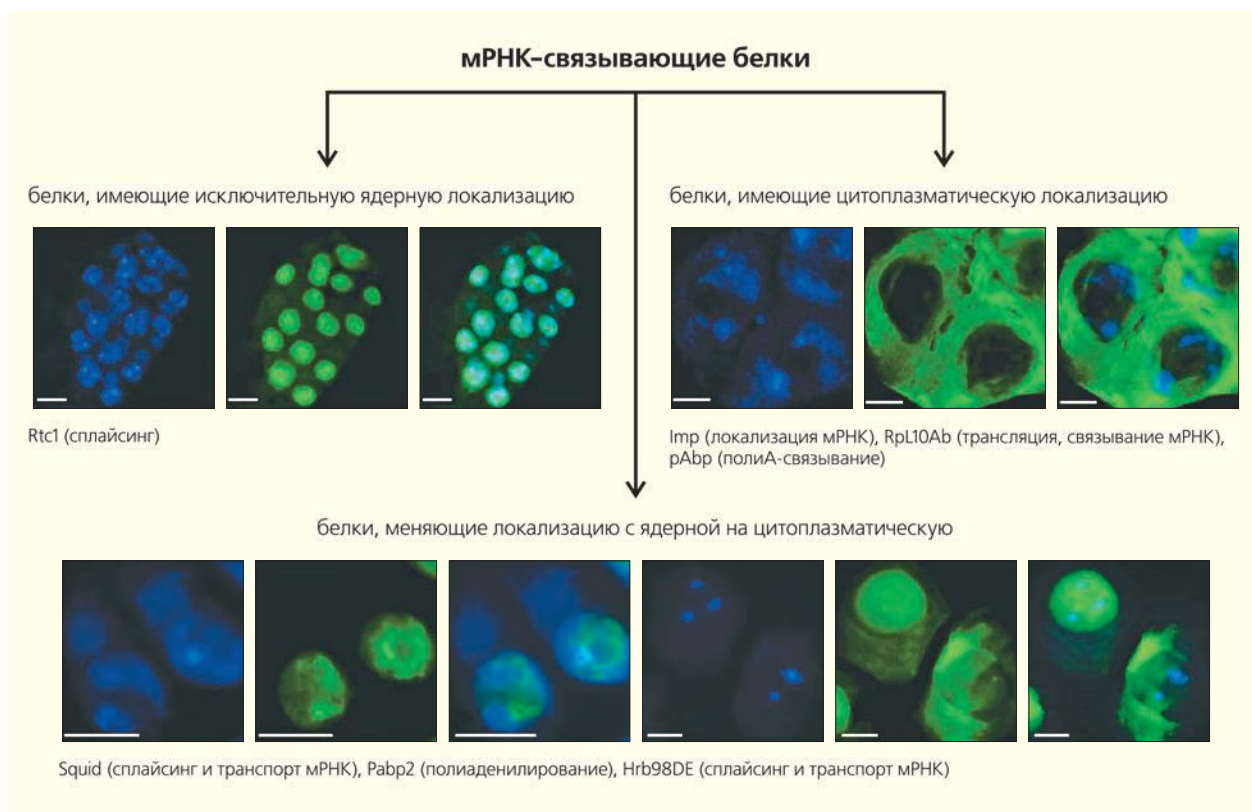 мРНК-связывающие белки
белки, имеющие исключительную ядерную локализацию
белки, имеющие цитоплазматическую локализацию
Rtc1 (сплайсинг)
Imp (локализация мРНК), RpL10Ab (трансляция, связывание мРНК),
pAbp (полиА-связывание)
белки, меняющие локализацию с ядерной на цитоплазматическую
Squid (сплайсинг и транспорт мРНК), Pabp2 (полиаденилирование), Hrb98DE (сплайсинг и транспорт мРНК)